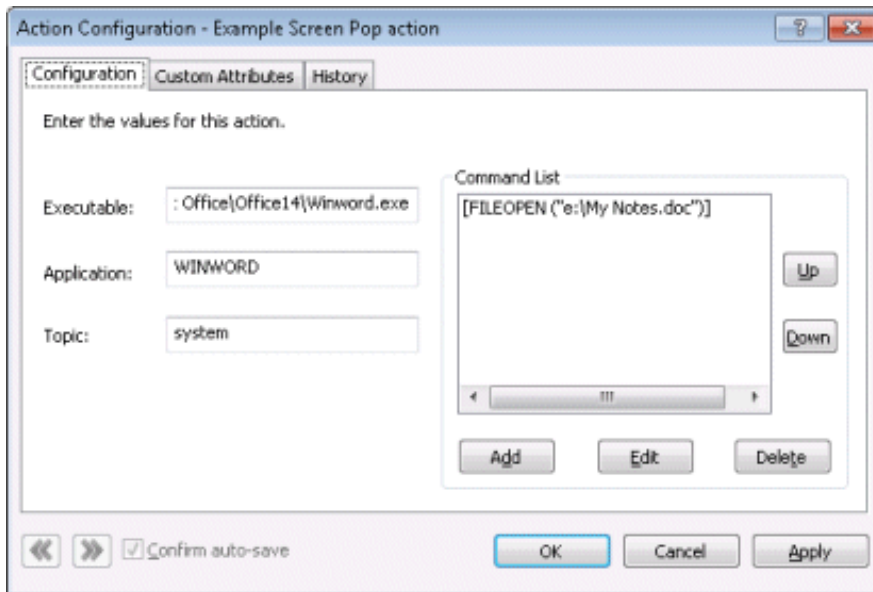 Action Configuration - Example Screen Pop action
Configuration
Custom Attributes
History
Enter the values for this action.
Executable:
: Office\Office14\Winword.exe
Application:
WINWORD
Topic:
system
Command List
[FILEOPEN ("e:\My Notes.doc")]
Up
Down
Add
Edit
Delete
Confirm auto-save
OK
Cancel
Apply